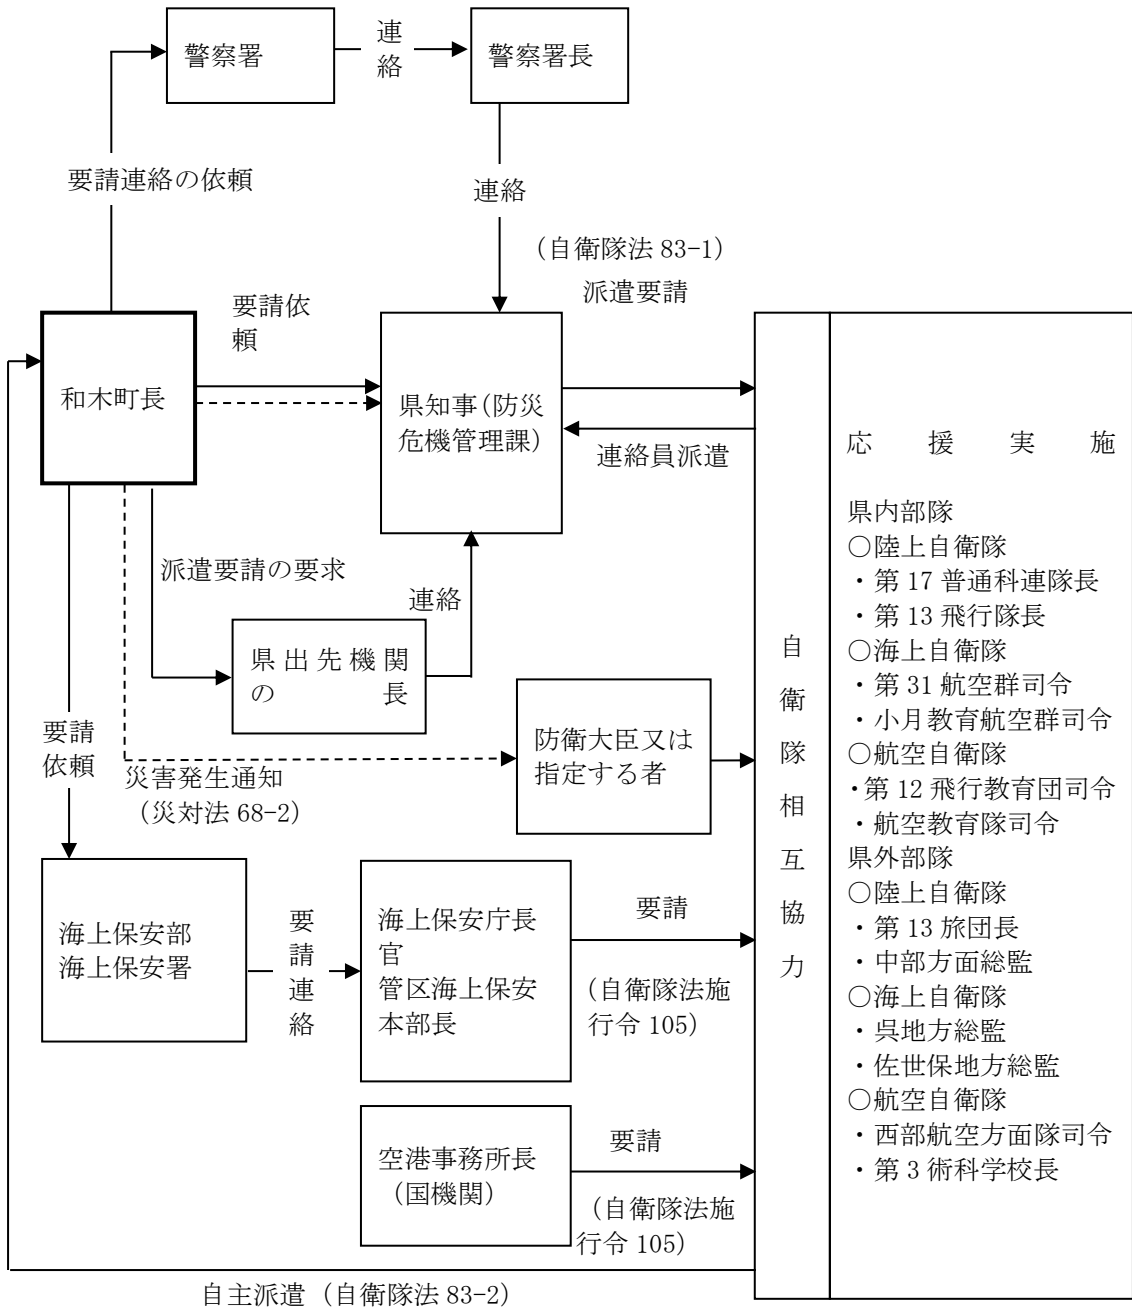 警察署
連
絡
警察署長
要請連絡の依頼
連絡
(自衛隊法 83-1)
派遣要請
要請依
頼
和木町長
県知事(防災
危機管理課)
連絡員派遣
派遣要請の要求
連絡
県出先機関
の長
要請
依頼
災害発生通知
(災対法 68-2)
防衛大臣又は
指定する者
海上保安部
海上保安署
要
請
連
絡
海上保安庁長
官
管区海上保安
本部長
要請
(自衛隊法施
行令 105)
空港事務所長
(国機関)
要請
(自衛隊法施
行令 105)
自主派遣 (自衛隊法 83-2)
自
衛
隊
相
互
協
力
応援実施
県内部隊
○陸上自衛隊
・第 17 普通科連隊長
・第 13 飛行隊長
○海上自衛隊
・第 31 航空群司令
・小月教育航空群司令
○航空自衛隊
・第 12 飛行教育団司令
・航空教育隊司令
県外部隊
○陸上自衛隊
・第 13 旅団長
・中部方面総監
○海上自衛隊
・呉地方総監
・佐世保地方総監
○航空自衛隊
・西部航空方面隊司令
・第 3 術科学校長